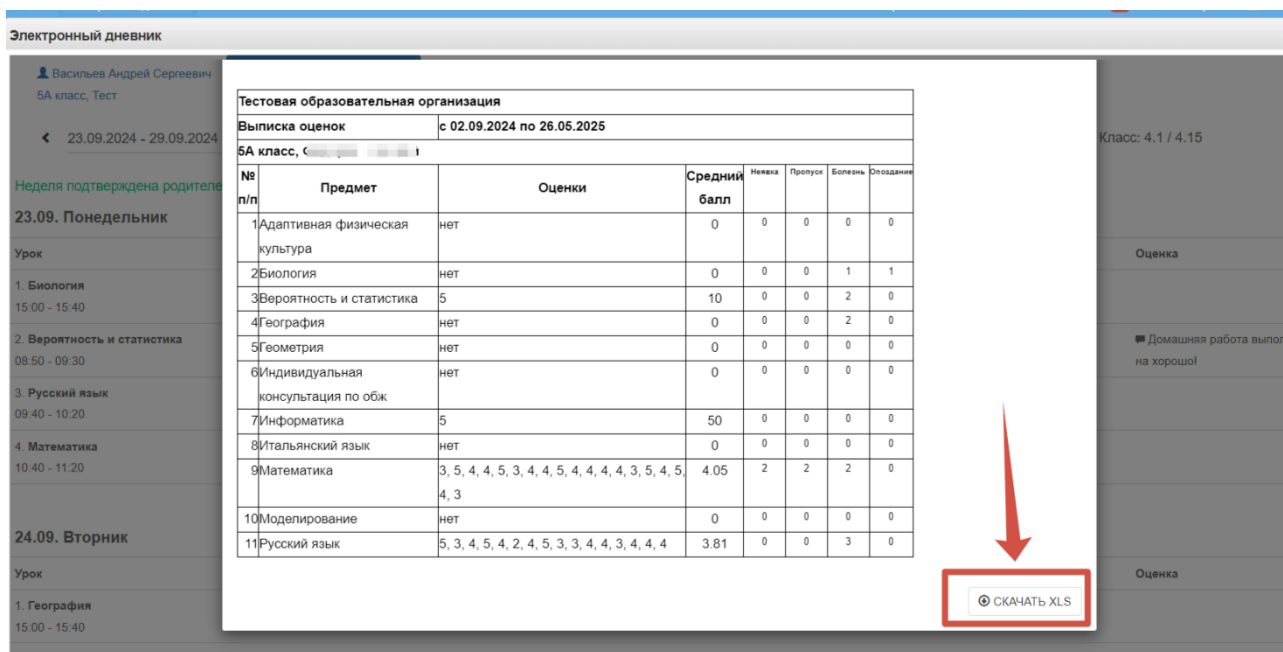 Электронный дневник
Васильев Андрей Сергеевич
5А класс, Тест
23.09.2024 - 29.09.2024
Класс: 4.1 / 4.15
Неделя подтверждена родителе
23.09. Понедельник
Урок
Оценка
1. Биология
15:00 - 15:40
2. Вероятность и статистика
08:50 - 09:30
Домашняя работа выпол
на хорошо!
3. Русский язык
09:40 - 10:20
4. Математика
10:40 - 11:20
24.09. Вторник
Урок
Оценка
1. География
15:00 - 15:40
Тестовая образовательная организация
Выписка оценок с 02.09.2024 по 26.05.2025
5А класс,
№ п/п Предмет Оценки Средний балл Неявка Пропуск Болезнь Опоздание
1 Адаптивная физическая нет 0 0 0 0 0
культура
2 Биология нет 0 0 0 1 1
3 Вероятность и статистика 5 10 0 0 2 0
4 География нет 0 0 0 2 0
5 Геометрия нет 0 0 0 0 0
6 Индивидуальная нет 0 0 0 0 0
консультация по обж
7 Информатика 5 50 0 0 0 0
8 Итальянский язык нет 0 0 0 0 0
9 Математика 3, 5, 4, 4, 5, 3, 4, 4, 5, 4, 4, 4, 4, 3, 5, 4, 5, 4.05 2 2 2 0
4, 3
10 Моделирование нет 0 0 0 0 0
11 Русский язык 5, 3, 4, 5, 4, 2, 4, 5, 3, 3, 4, 4, 3, 4, 4, 4 3.81 0 0 3 0
СКАЧАТЬ XLS